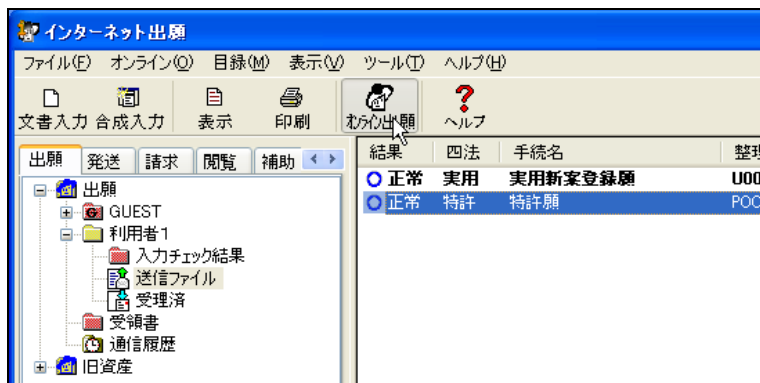 インターネット出願
ファイル(F) オンライン(O) 目録(M) 表示(V) ツール(T) ヘルプ(H)
文書入力 合成入力 表示 印刷 オンライン出願 ヘルプ
出願 発送 請求 閲覧 補助
結果 四法 手続名 整理
正常 実用 実用新案登録願 U00
正常 特許 特許願 P00
出願
GUEST
利用者1
入力チェック結果
送信ファイル
受理済
受領書
通信履歴
旧資産